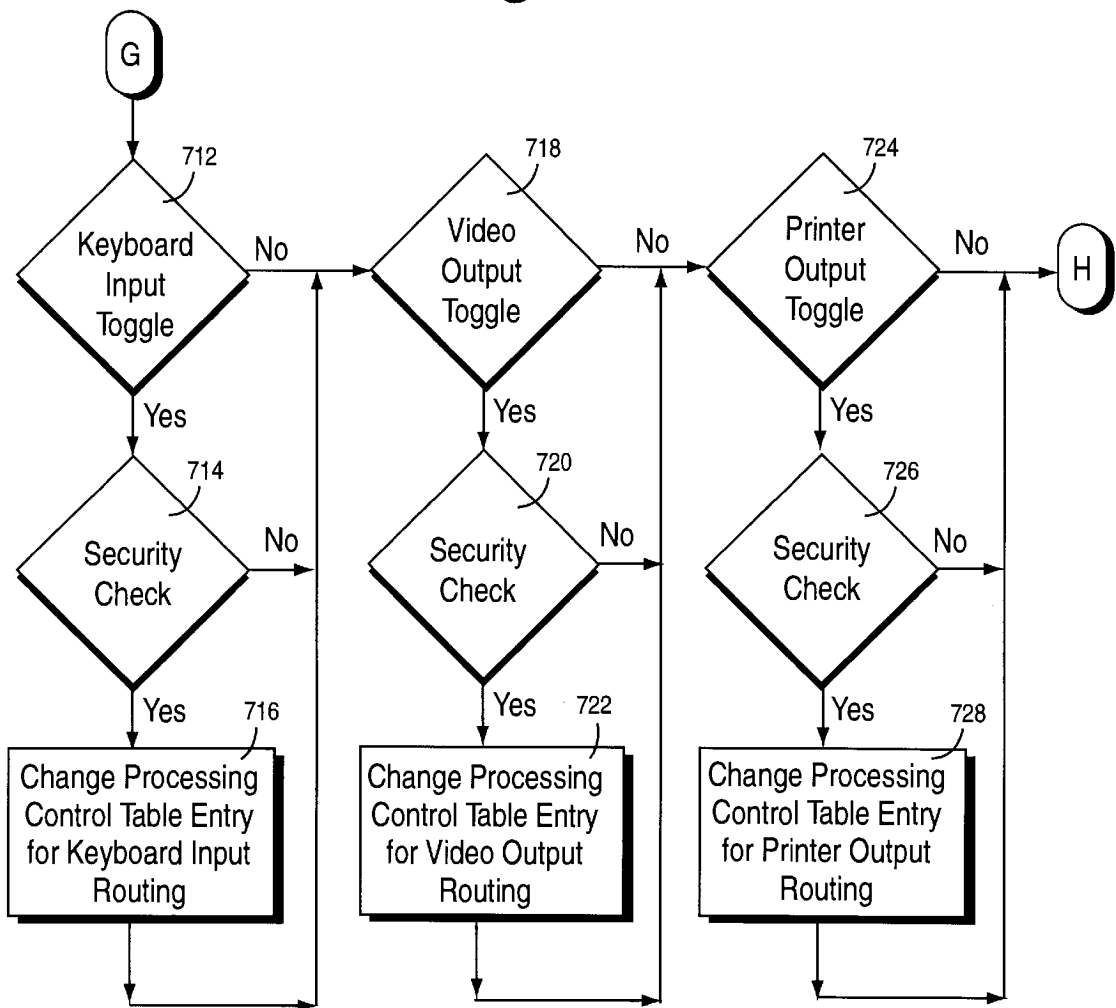 G
712
Keyboard
Input
Toggle
No
Yes
714
Security
Check
No
Yes
716
Change Processing
Control Table Entry
for Keyboard Input
Routing
718
Video
Output
Toggle
No
Yes
720
Security
Check
No
Yes
722
Change Processing
Control Table Entry
for Video Output
Routing
724
Printer
Output
Toggle
No
Yes
726
Security
Check
No
Yes
728
Change Processing
Control Table Entry
for Printer Output
Routing
H